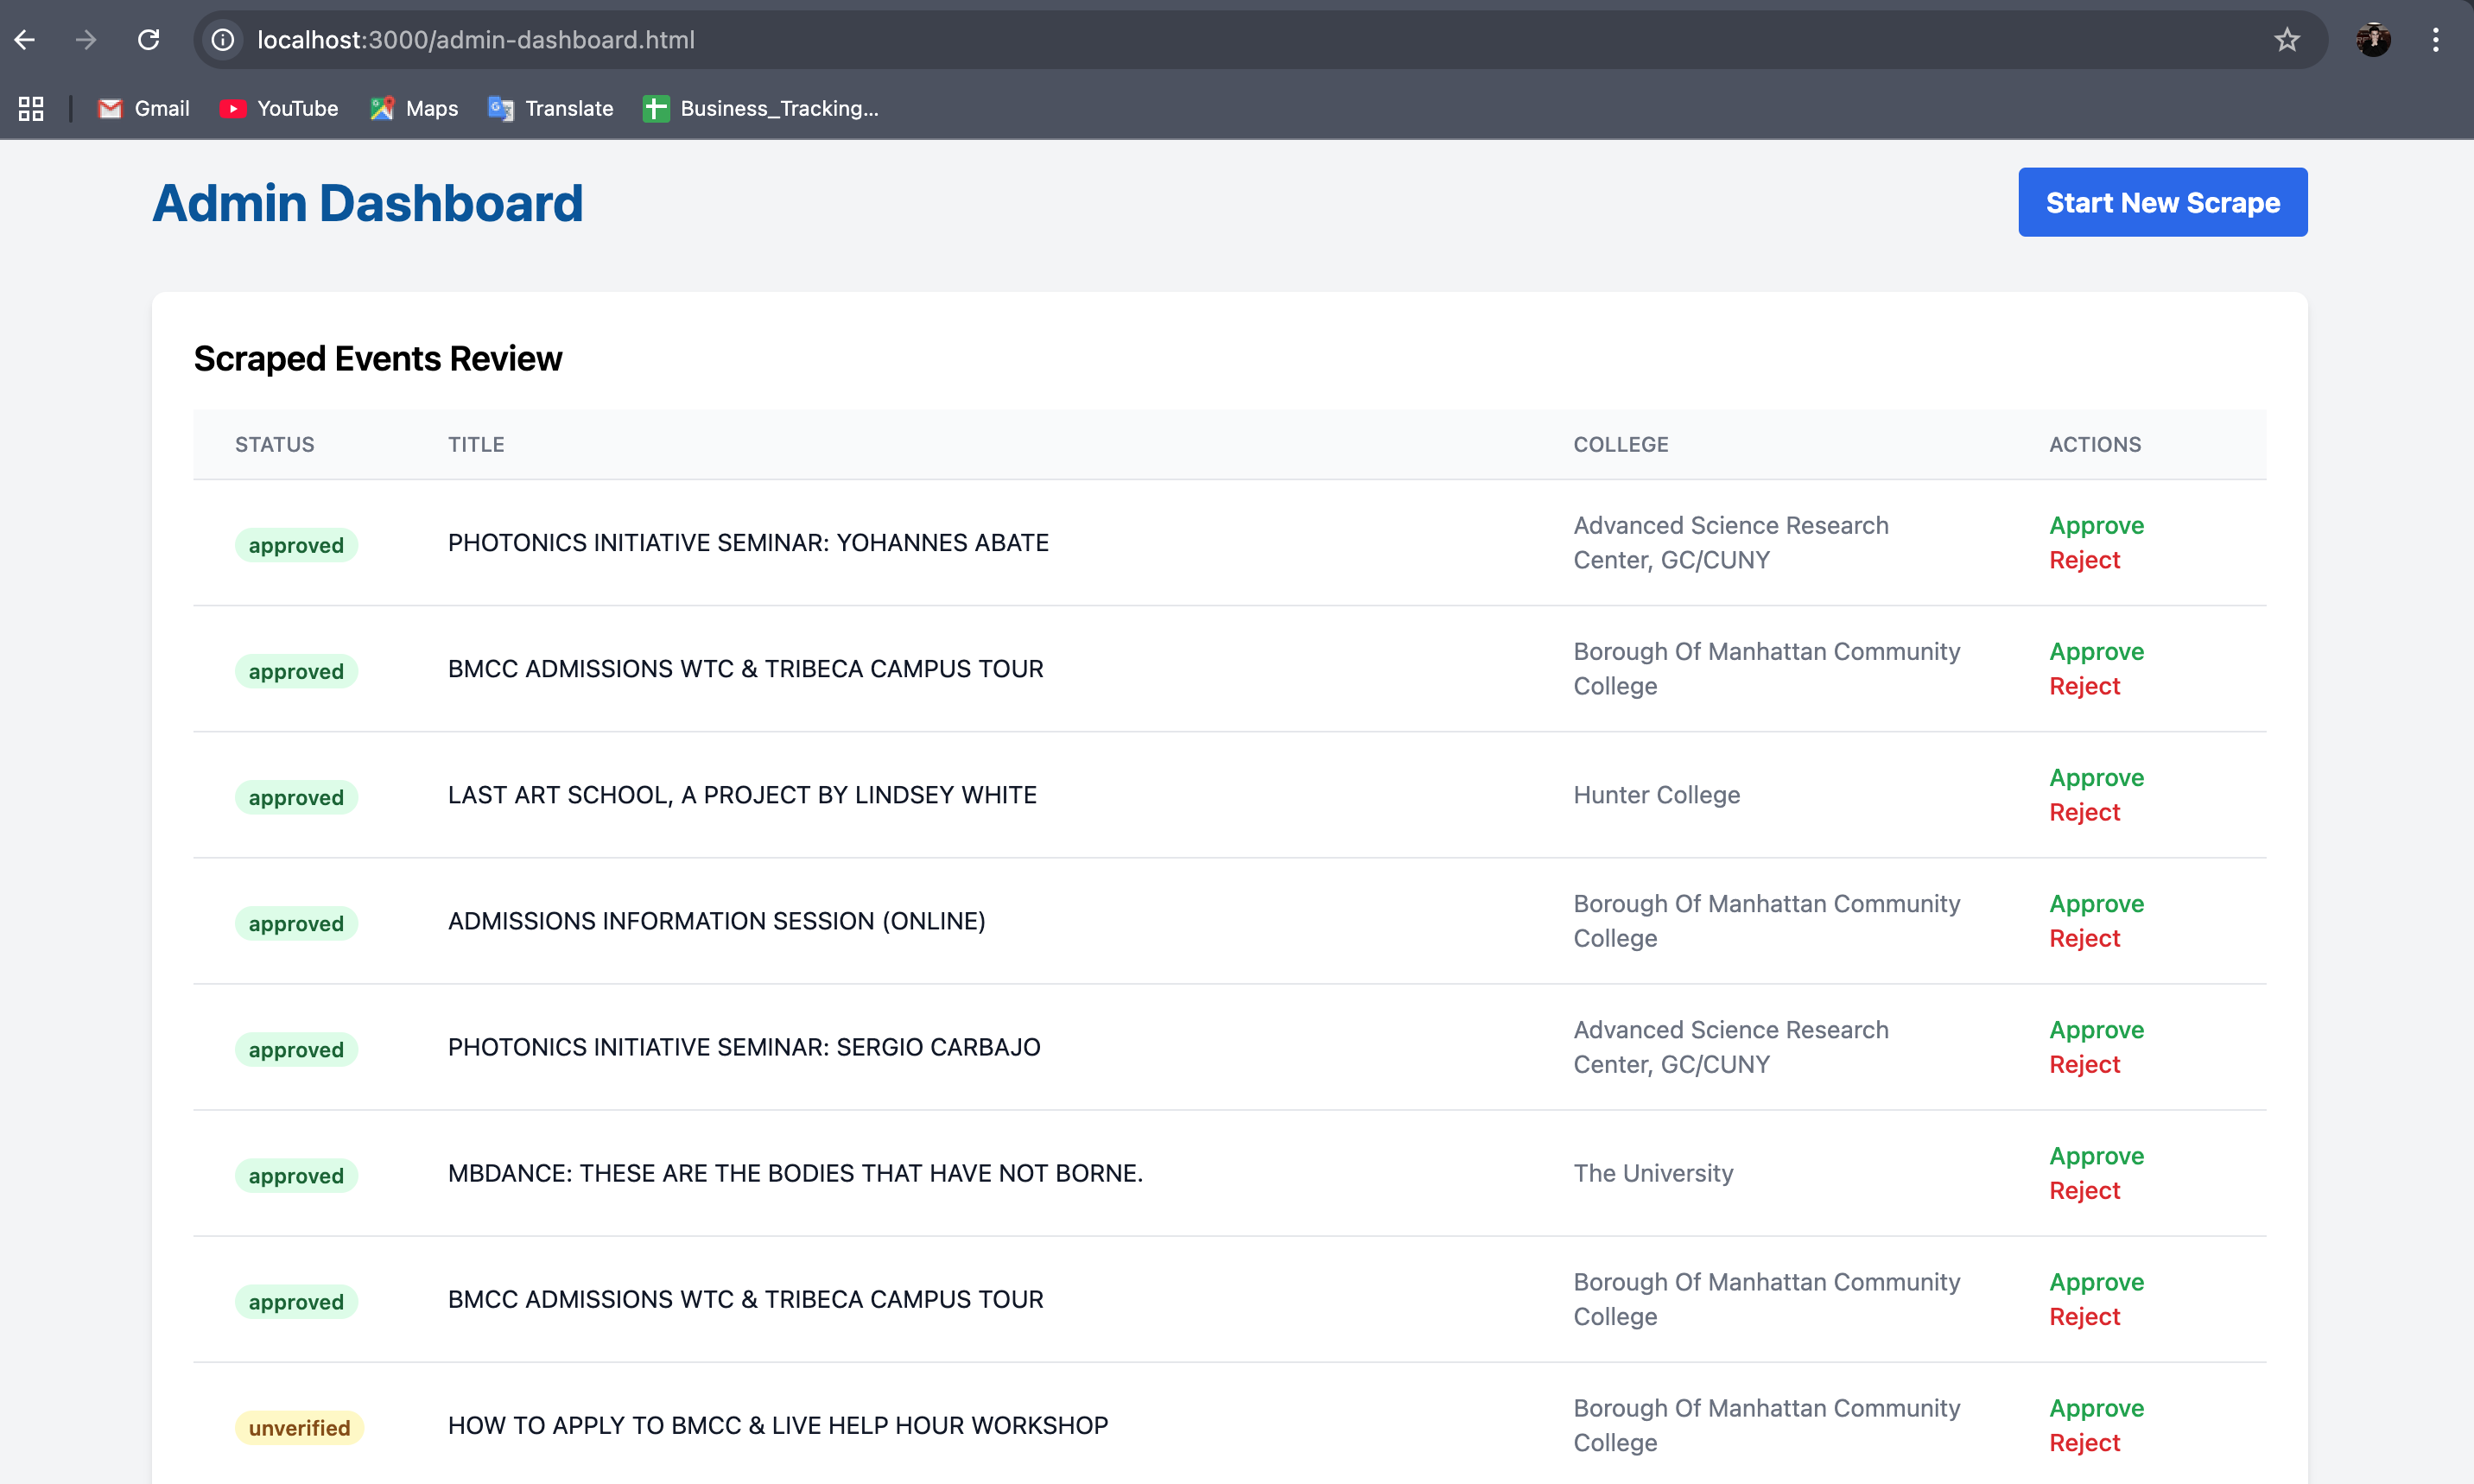 localhost:3000/admin-dashboard.html
Gmail YouTube Maps Translate Business_Tracking...
Admin Dashboard
Start New Scrape
Scraped Events Review
STATUS TITLE COLLEGE ACTIONS
approved PHOTONICS INITIATIVE SEMINAR: YOHANNES ABATE Advanced Science Research Approve
Center, GC/CUNY Reject
approved BMCC ADMISSIONS WTC & TRIBECA CAMPUS TOUR Borough Of Manhattan Community Approve
College Reject
approved LAST ART SCHOOL, A PROJECT BY LINDSEY WHITE Hunter College Approve
Reject
approved ADMISSIONS INFORMATION SESSION (ONLINE) Borough Of Manhattan Community Approve
College Reject
approved PHOTONICS INITIATIVE SEMINAR: SERGIO CARBAJO Advanced Science Research Approve
Center, GC/CUNY Reject
approved MBDANCE: THESE ARE THE BODIES THAT HAVE NOT BORNE. The University Approve
Reject
approved BMCC ADMISSIONS WTC & TRIBECA CAMPUS TOUR Borough Of Manhattan Community Approve
College Reject
unverified HOW TO APPLY TO BMCC & LIVE HELP HOUR WORKSHOP Borough Of Manhattan Community Approve
College Reject